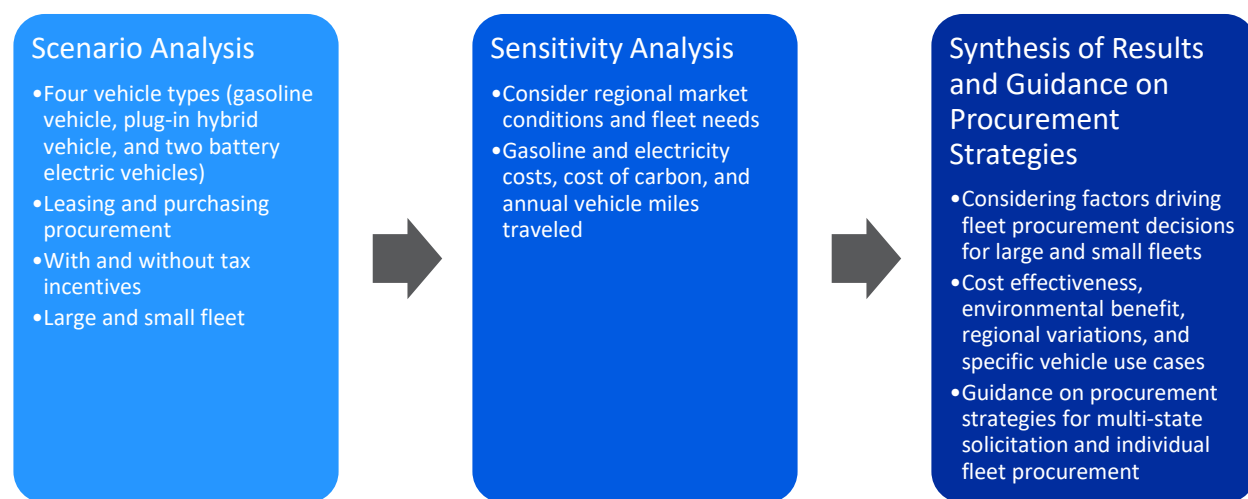 Scenario Analysis
•Four vehicle types (gasoline
vehicle, plug-in hybrid
vehicle, and two battery
electric vehicles)
•Leasing and purchasing
procurement
•With and without tax
incentives
•Large and small fleet
Sensitivity Analysis
•Consider regional market
conditions and fleet needs
•Gasoline and electricity
costs, cost of carbon, and
annual vehicle miles
traveled
Synthesis of Results
and Guidance on
Procurement
Strategies
•Considering factors driving
fleet procurement decisions
for large and small fleets
•Cost effectiveness,
environmental benefit,
regional variations, and
specific vehicle use cases
•Guidance on procurement
strategies for multi-state
solicitation and individual
fleet procurement